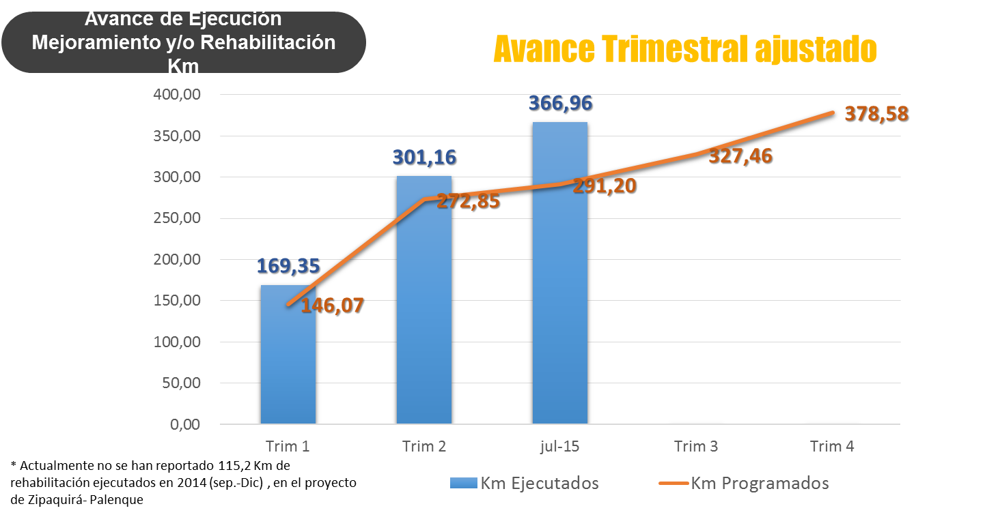 Avance de Ejecución
Mejoramiento y/o Rehabilitación
Km
Avance Trimestral ajustado
400,00
350,00
300,00
250,00
200,00
150,00
100,00
50,00
0,00
169,35
301,16
366,96
146,07
272,85
291,20
327,46
378,58
Trim 1
Trim 2
jul-15
Trim 3
Trim 4
Km Ejecutados
Km Programados
* Actualmente no se han reportado 115,2 Km de
rehabilitación ejecutados en 2014 (sep.-Dic) , en el proyecto
de Zipaquirá- Palenque